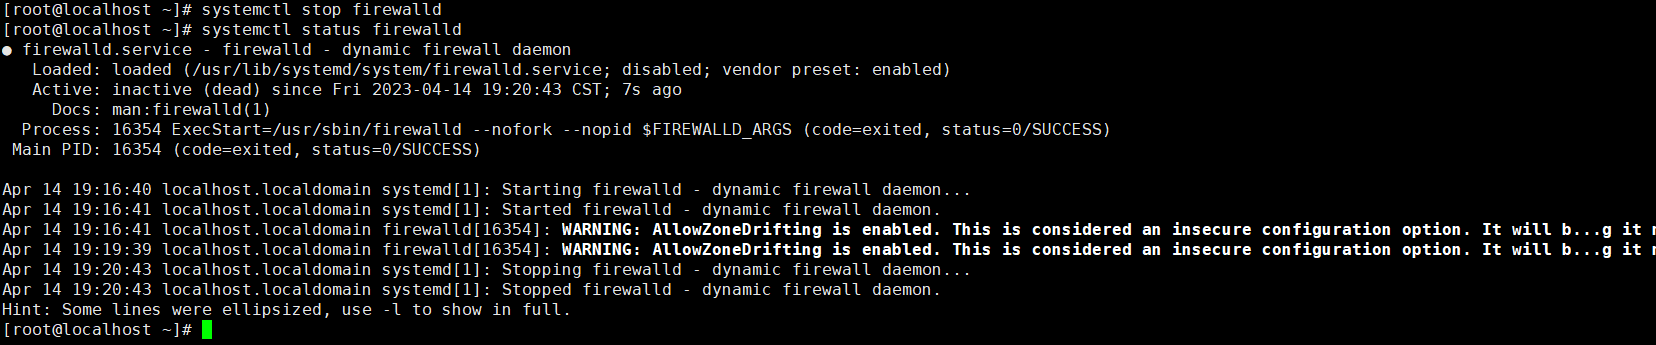 [root@localhost ~]# systemctl stop firewalld
[root@localhost ~]# systemctl status firewalld
● firewalld.service - firewalld - dynamic firewall daemon
   Loaded: loaded (/usr/lib/systemd/system/firewalld.service; disabled; vendor preset: enabled)
   Active: inactive (dead) since Fri 2023-04-14 19:20:43 CST; 7s ago
     Docs: man:firewalld(1)
  Process: 16354 ExecStart=/usr/sbin/firewalld --nofork --nopid $FIREWALLD_ARGS (code=exited, status=0/SUCCESS)
 Main PID: 16354 (code=exited, status=0/SUCCESS)

Apr 14 19:16:40 localhost.localdomain systemd[1]: Starting firewalld - dynamic firewall daemon...
Apr 14 19:16:41 localhost.localdomain systemd[1]: Started firewalld - dynamic firewall daemon.
Apr 14 19:16:41 localhost.localdomain firewalld[16354]: WARNING: AllowZoneDrifting is enabled. This is considered an insecure configuration option. It will b...g it
Apr 14 19:19:39 localhost.localdomain firewalld[16354]: WARNING: AllowZoneDrifting is enabled. This is considered an insecure configuration option. It will b...g it
Apr 14 19:20:43 localhost.localdomain systemd[1]: Stopping firewalld - dynamic firewall daemon...
Apr 14 19:20:43 localhost.localdomain systemd[1]: Stopped firewalld - dynamic firewall daemon.
Hint: Some lines were ellipsized, use -l to show in full.
[root@localhost ~]#